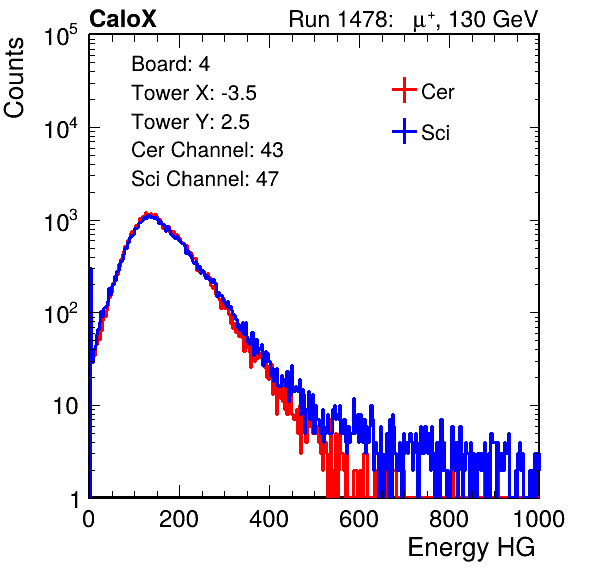 CaloX Run 1478: μ⁺, 130 GeV
Counts
10⁵
10⁴
10³
10²
10
1
Board: 4
Tower X: -3.5
Tower Y: 2.5
Cer Channel: 43
Sci Channel: 47
Cer
Sci
0 200 400 600 800 1000
Energy HG